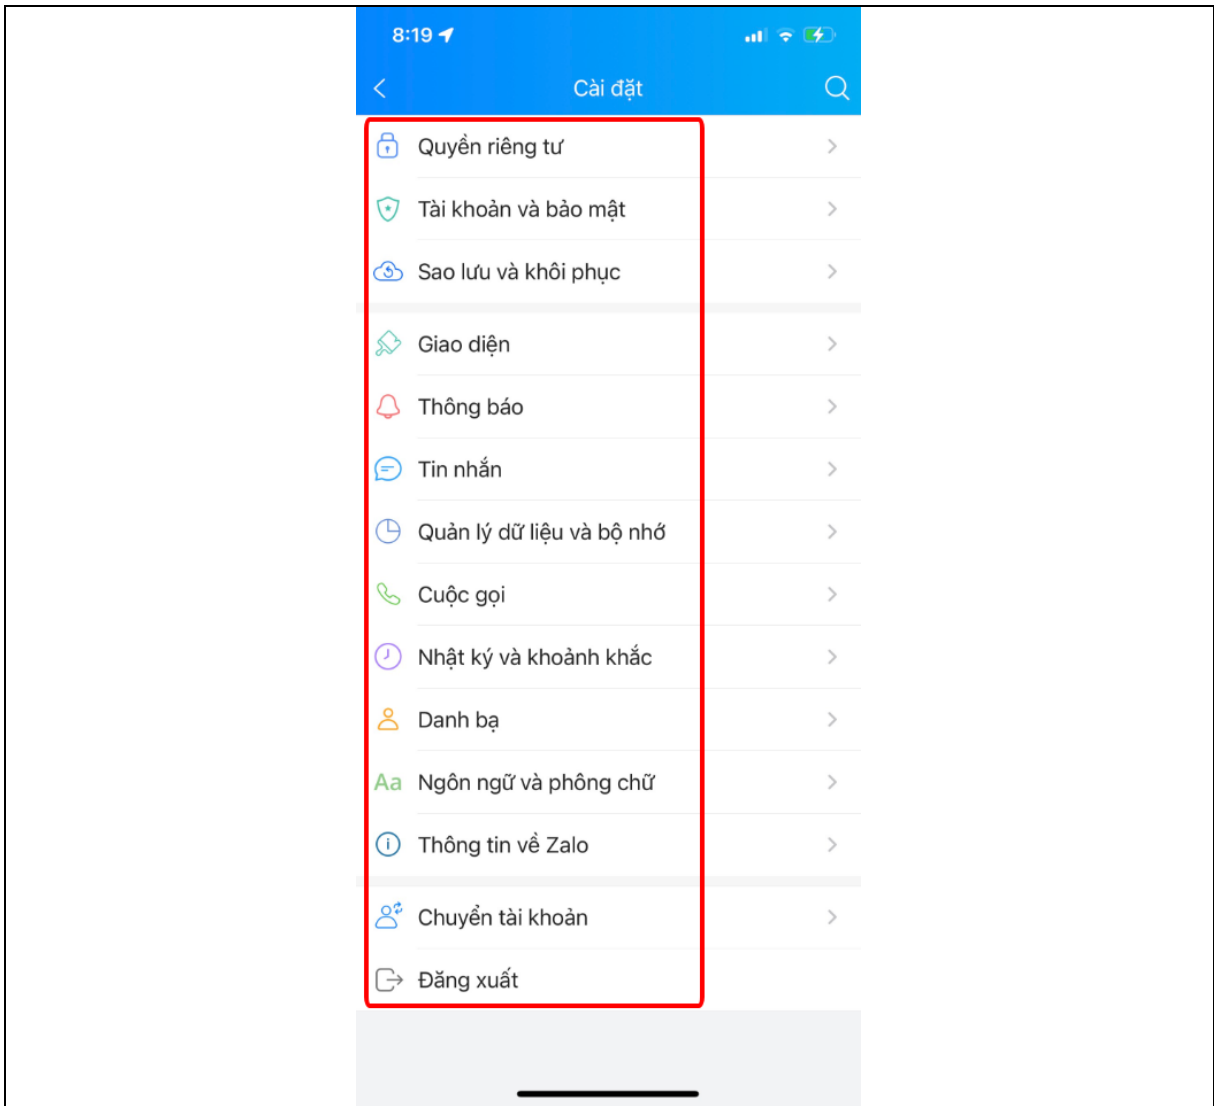 8:19
Cài đặt
Quyền riêng tư
Tài khoản và bảo mật
Sao lưu và khôi phục
Giao diện
Thông báo
Tin nhắn
Quản lý dữ liệu và bộ nhớ
Cuộc gọi
Nhật ký và khoảnh khắc
Danh bạ
Aa Ngôn ngữ và phông chữ
Thông tin về Zalo
Chuyển tài khoản
Đăng xuất